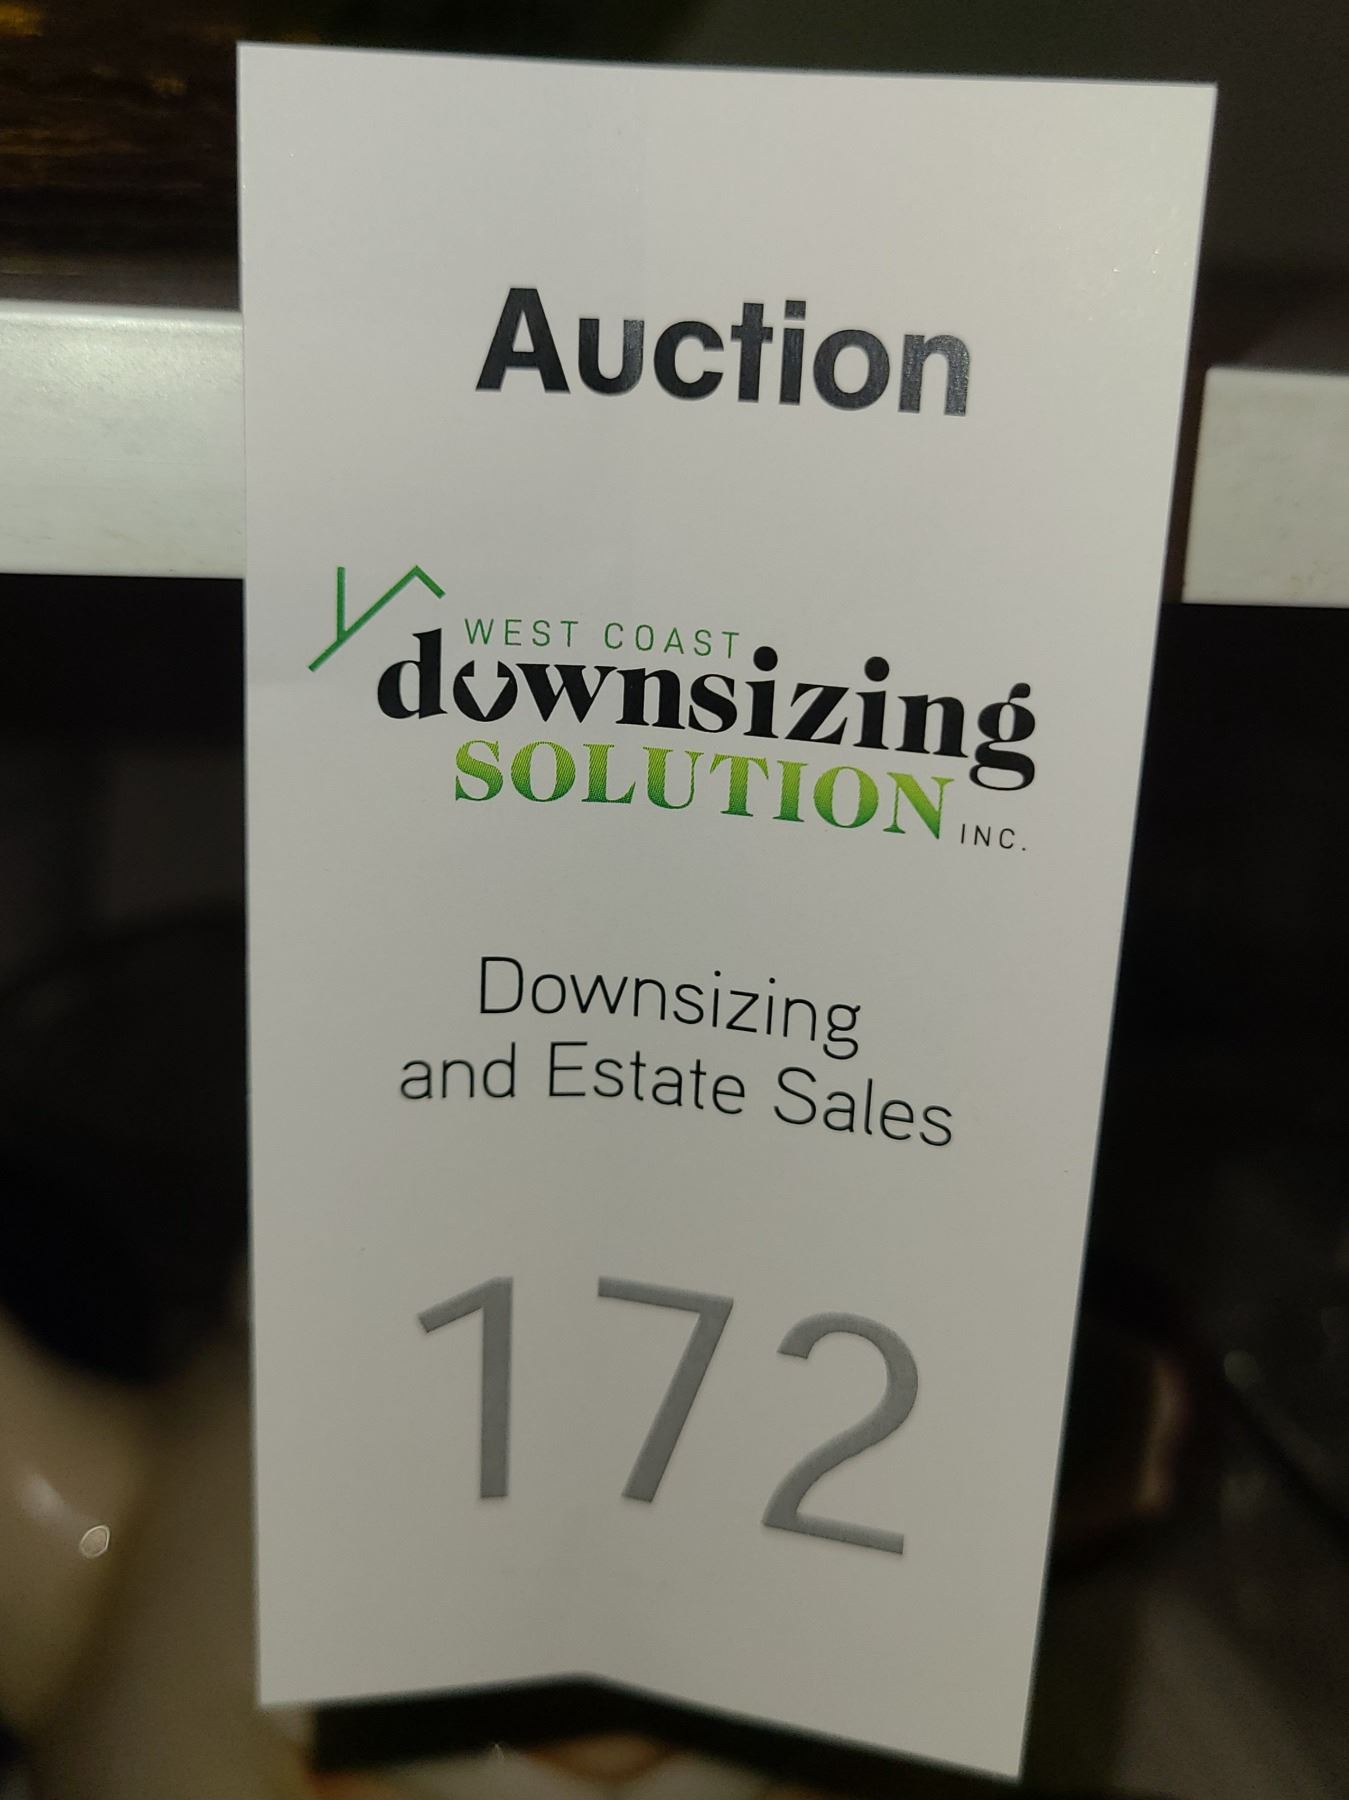 Auction
WEST COAST
downsizing
SOLUTION INC.
Downsizing
and Estate Sales
172